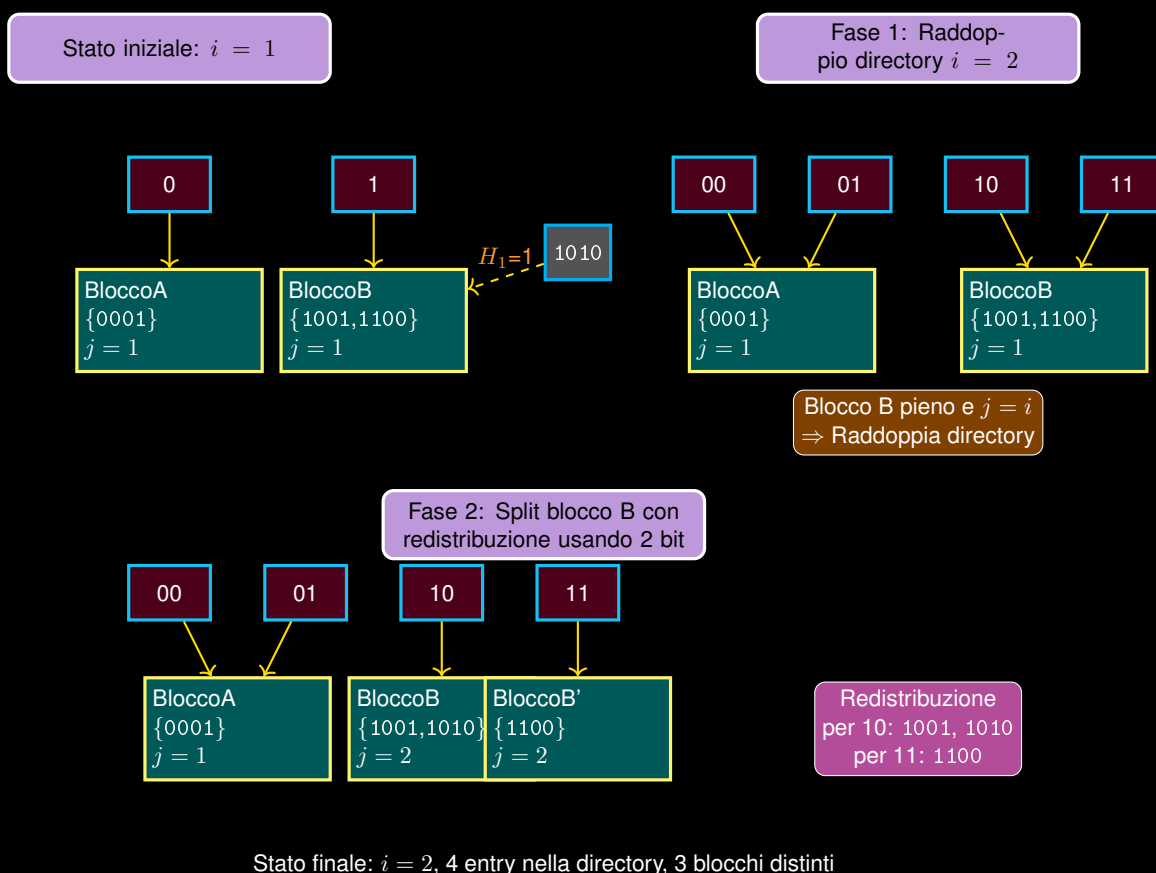 Stato iniziale: i = 1
Fase 1: Raddop-
pio directory i = 2
0
1
00
01
10
11
H₁=1
1010
BloccoA
{0001}
j = 1
BloccoB
{1001,1100}
j = 1
BloccoA
{0001}
j = 1
BloccoB
{1001,1100}
j = 1
Blocco B pieno e j = i
⇒ Raddoppia directory
Fase 2: Split blocco B con
redistribuzione usando 2 bit
00
01
10
11
BloccoA
{0001}
j = 1
BloccoB
{1001,1010}
j = 2
BloccoB'
{1100}
j = 2
Redistribuzione
per 10: 1001, 1010
per 11: 1100
Stato finale: i = 2, 4 entry nella directory, 3 blocchi distinti